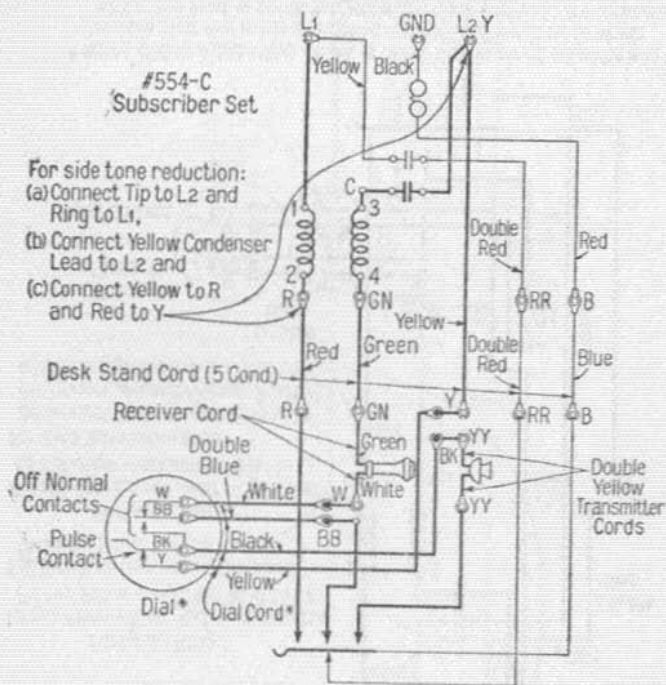 L1
GND
L2 Y
Yellow
Black
#554-C
Subscriber Set
For side tone reduction:
(a) Connect Tip to L2 and
Ring to L1,
(b) Connect Yellow Condenser
Lead to L2 and
(c) Connect Yellow to R
and Red to Y
C
1
3
2
4
R
GN
Double
Red
Red
RR
B
Yellow
Red
Green
Double
Red
Blue
Desk Stand Cord (5 Cond.)
R
GN
Y
RR
B
Receiver Cord
Green
YY
BK
Double
Blue
White
Double
Yellow
Transmitter
Cords
Off Normal
Contacts
W
BB
White
W
YY
BB
Pulse
Contact
BK
Y
Black
Yellow
Dial*
Dial Cord*